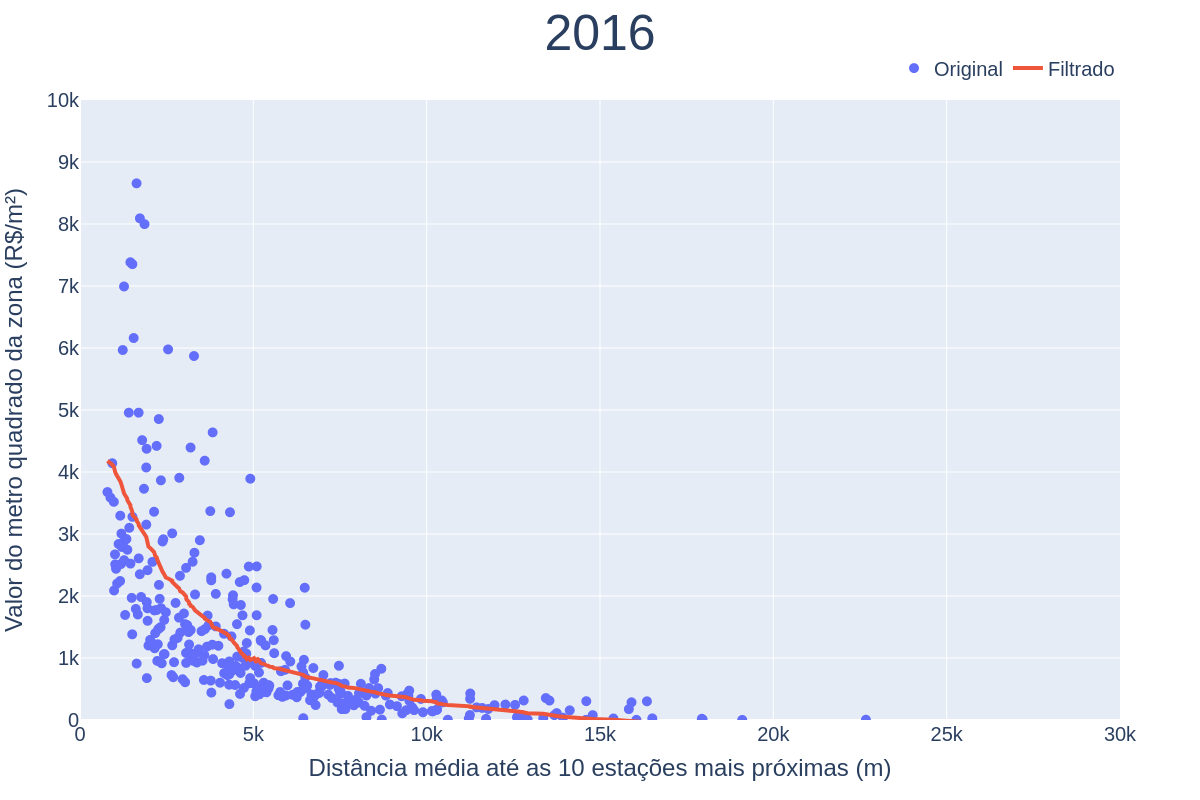 2016
Original Filtrado
Valor do metro quadrado da zona (R$/m²)
10k
9k
8k
7k
6k
5k
4k
3k
2k
1k
0
0 5k 10k 15k 20k 25k 30k
Distância média até as 10 estações mais próximas (m)